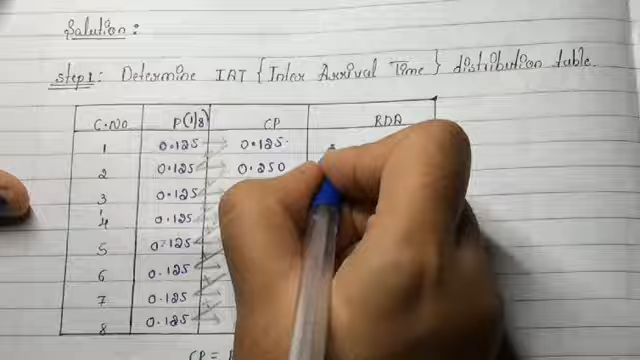 Solution:
Step1: Determine IAT {Inter Arrival Time} distribution table.
C.No P(1/8) CP RDA
1 0.125 0.125
2 0.125 0.250
3 0.125
4 0.125
5 0.125
6 0.125
7 0.125
8 0.125
CP =